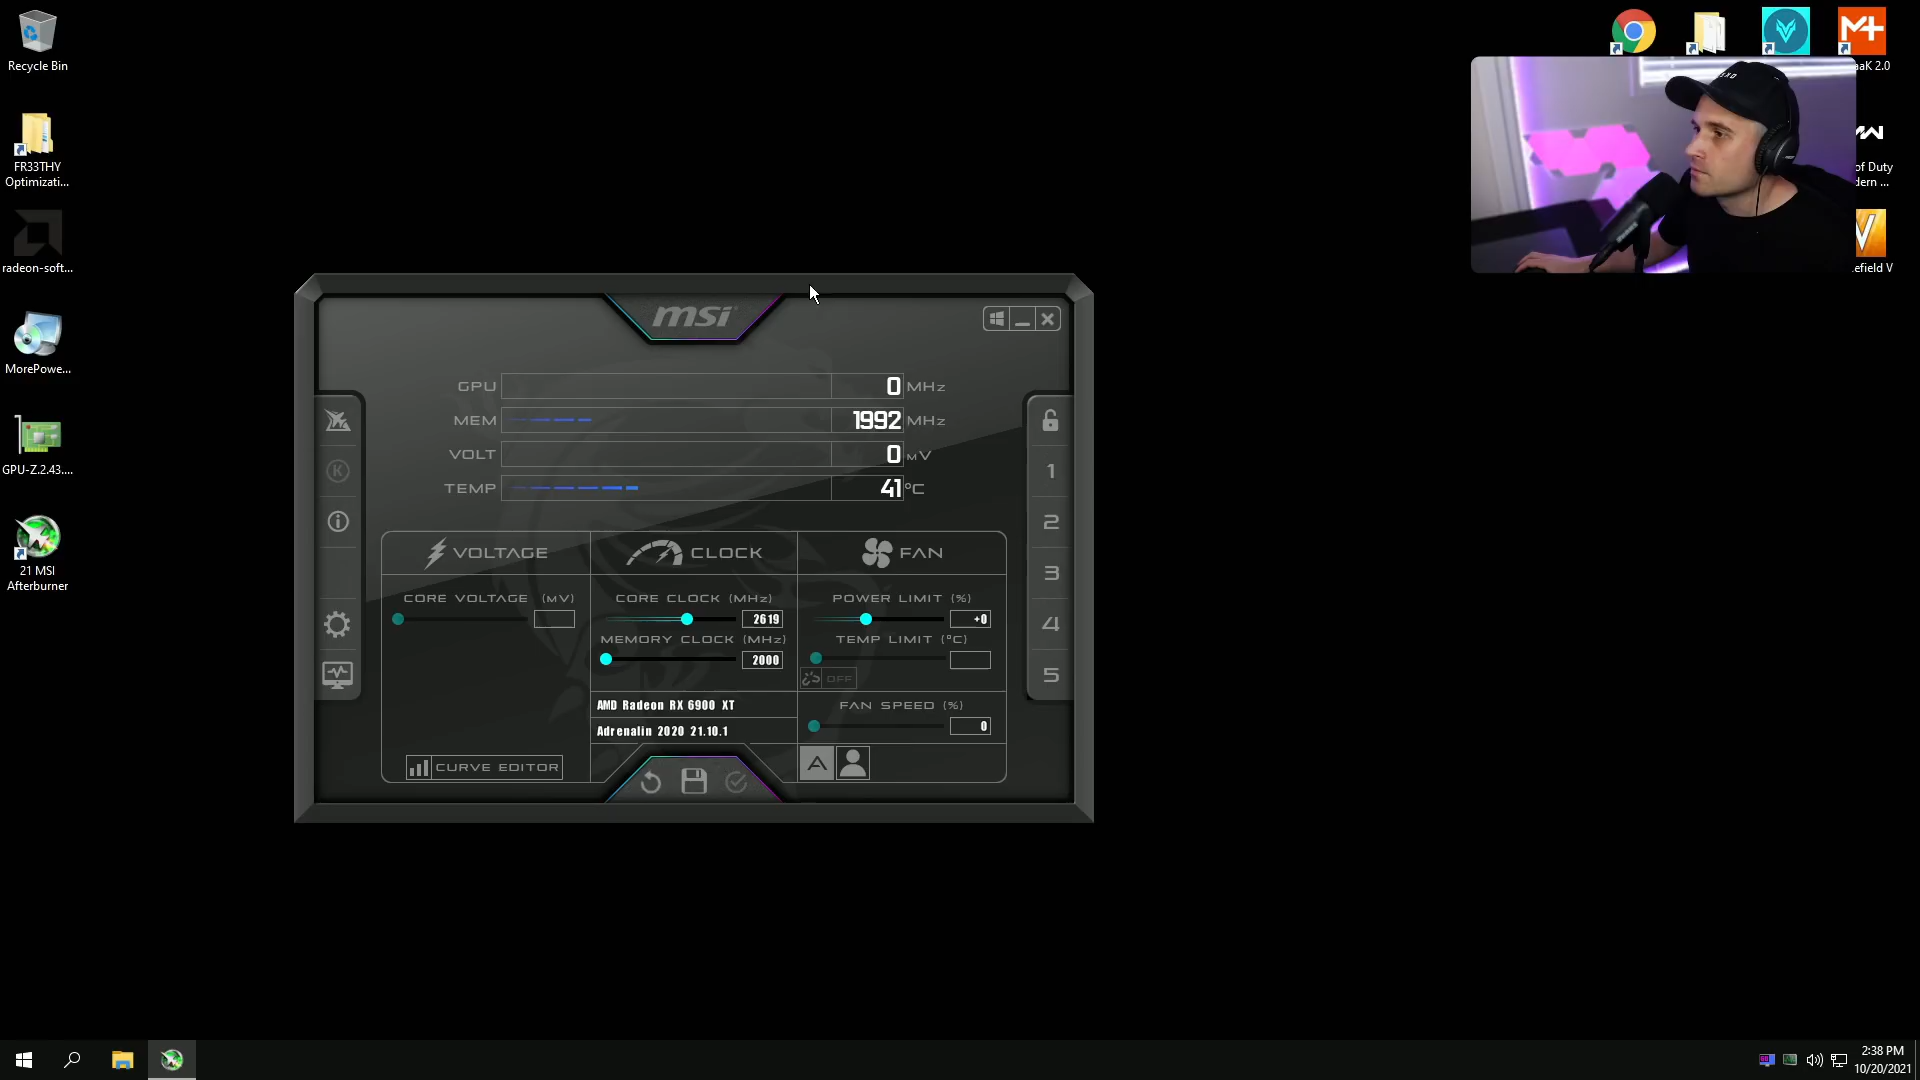 Recycle Bin
FR33THY
Optimizati...
radeon-soft...
MorePowe...
GPU-Z.2.43....
21 MSI
Afterburner
aaK 2.0
of Duty
dern ...
efield V
msi
GPU 0 MHz
MEM 1992 MHz
VOLT 0 MV
TEMP 41 °C
K
1
2
3
4
5
VOLTAGE
CLOCK
FAN
CORE VOLTAGE (MV)
CORE CLOCK (MHz)
2619
MEMORY CLOCK (MHz)
2000
POWER LIMIT (%)
+0
TEMP LIMIT (°C)
OFF
AMD Radeon RX 6900 XT
Adrenalin 2020 21.10.1
FAN SPEED (%)
0
CURVE EDITOR
A
2:38 PM
10/20/2021